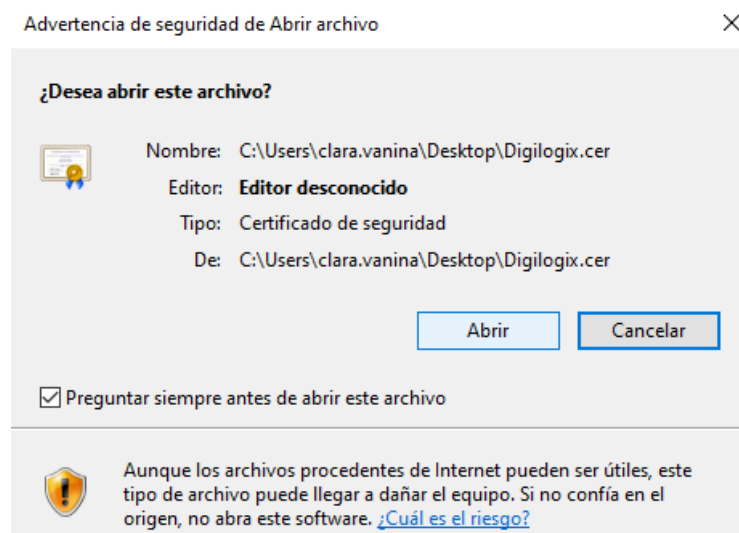 Advertencia de seguridad de Abrir archivo
¿Desea abrir este archivo?
Nombre: C:\Users\clara.vanina\Desktop\Digilogix.cer
Editor: Editor desconocido
Tipo: Certificado de seguridad
De: C:\Users\clara.vanina\Desktop\Digilogix.cer
Abrir Cancelar
Preguntar siempre antes de abrir este archivo
Aunque los archivos procedentes de Internet pueden ser útiles, este
tipo de archivo puede llegar a dañar el equipo. Si no confía en el
origen, no abra este software. ¿Cuál es el riesgo?